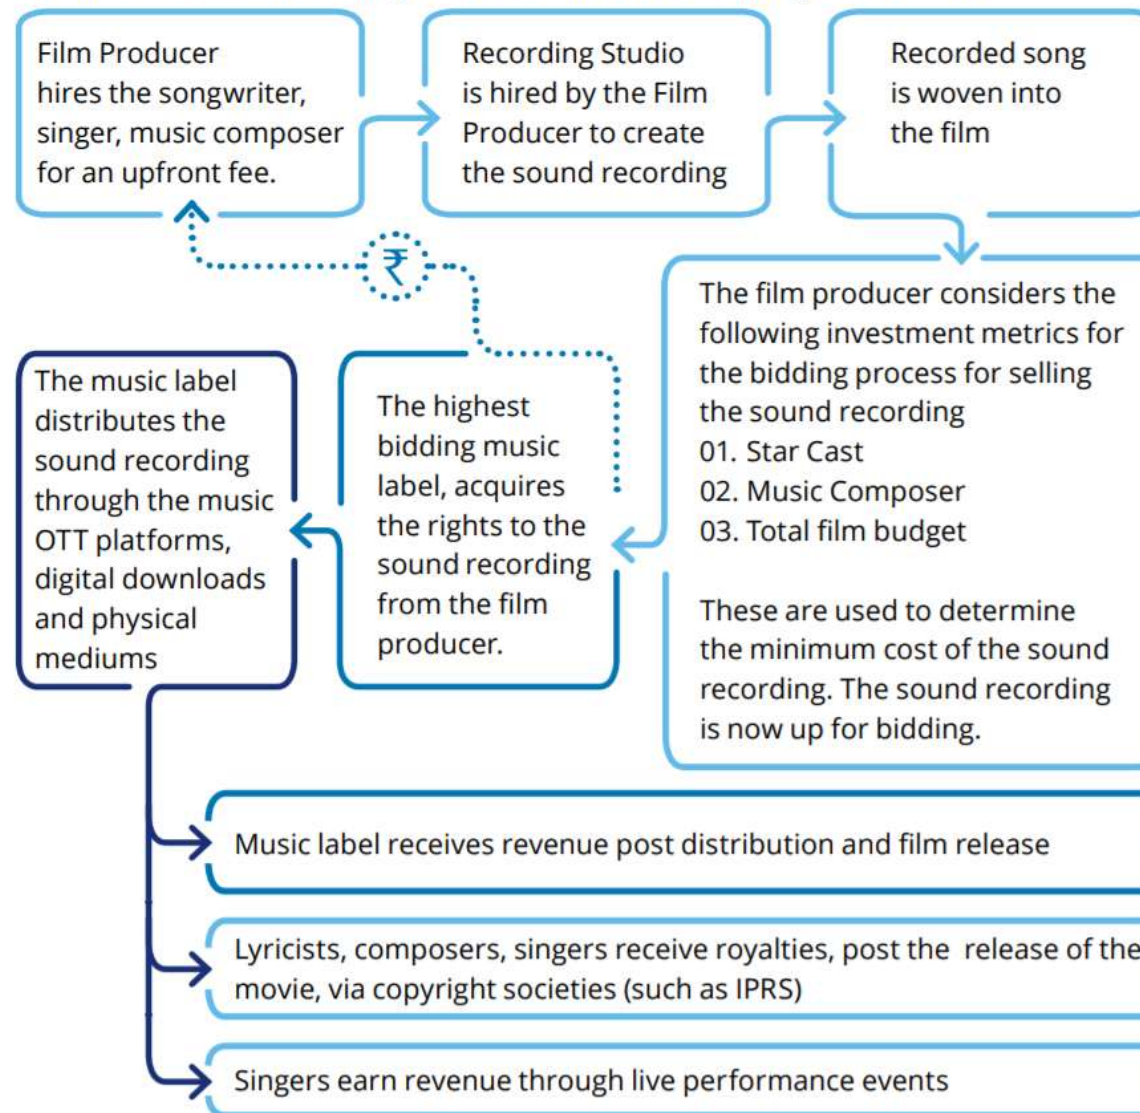 Film Producer
hires the songwriter,
singer, music composer
for an upfront fee.
Recording Studio
is hired by the Film
Producer to create
the sound recording
Recorded song
is woven into
the film
₹
The film producer considers the
following investment metrics for
the bidding process for selling
the sound recording
01. Star Cast
02. Music Composer
03. Total film budget
These are used to determine
the minimum cost of the sound
recording. The sound recording
is now up for bidding.
The highest
bidding music
label, acquires
the rights to the
sound recording
from the film
producer.
The music label
distributes the
sound recording
through the music
OTT platforms,
digital downloads
and physical
mediums
Music label receives revenue post distribution and film release
Lyricists, composers, singers receive royalties, post the release of the
movie, via copyright societies (such as IPRS)
Singers earn revenue through live performance events